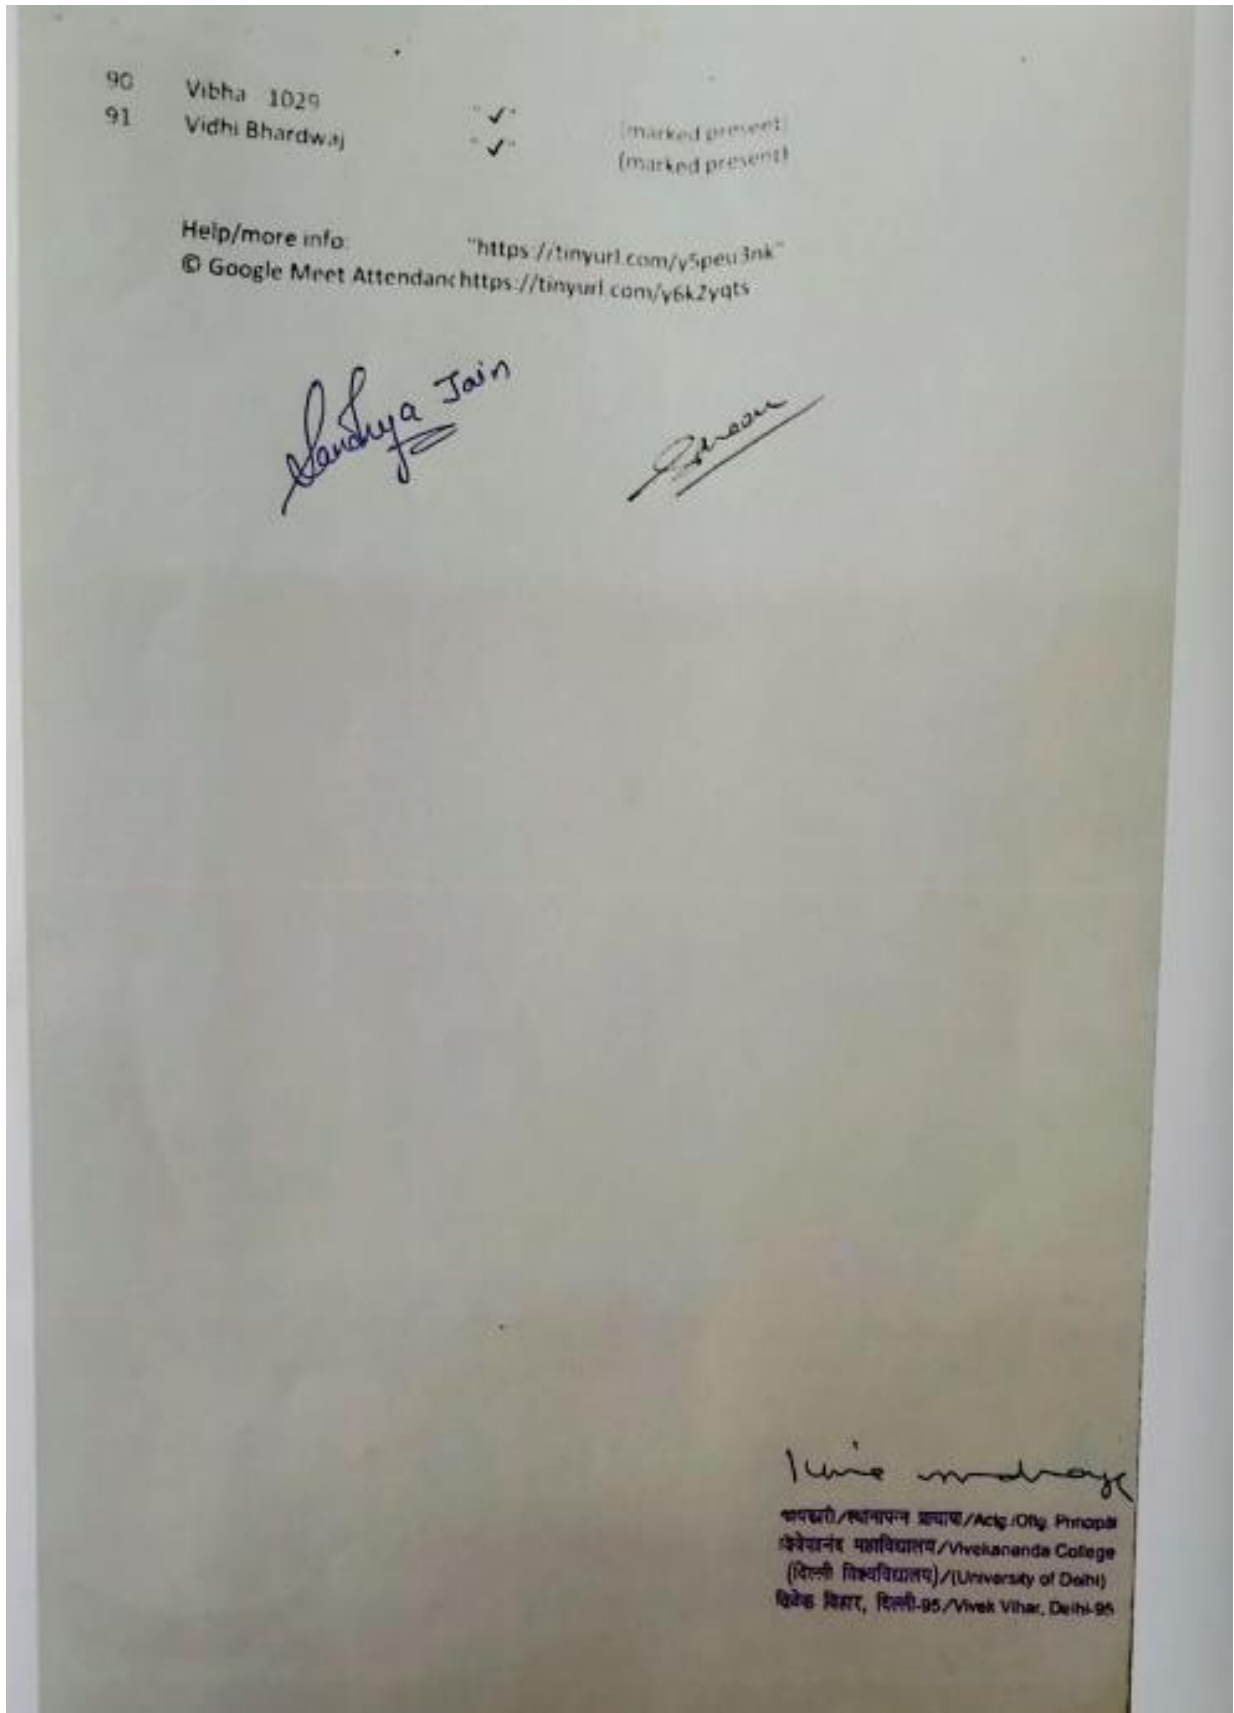 90 Vibha 1029 "✓" (marked present)
91 Vidhi Bhardwaj "✓" (marked present)
Help/more info: "https://tinyurl.com/y5peu3nk"
© Google Meet Attendanchttps://tinyurl.com/y6k2yqts
Sandhya Jain
कार्यकारी/स्थानापन्न प्राचार्य/Actg./Offg. Principal
विवेकानंद महाविद्यालय/Vivekananda College
(दिल्ली विश्वविद्यालय)/(University of Delhi)
विवेक विहार, दिल्ली-95/Vivek Vihar, Delhi-95